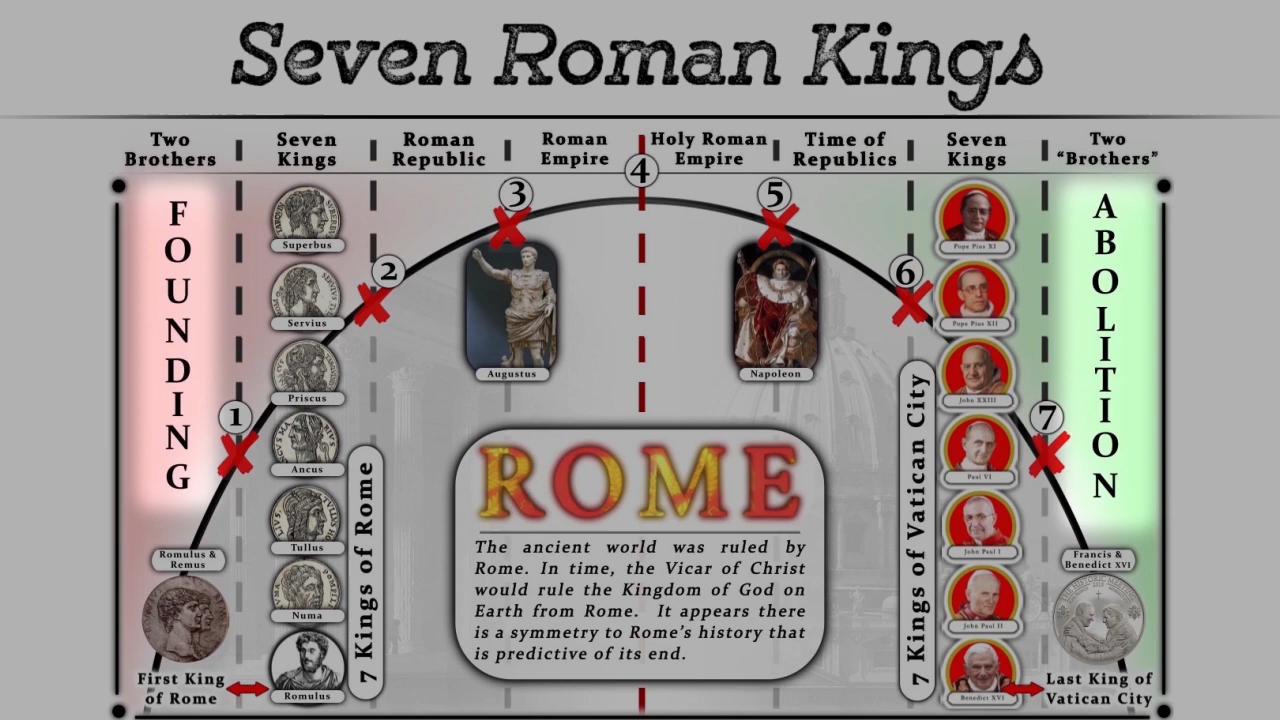 Seven Roman Kings
Two
Brothers
Seven
Kings
Roman
Republic
Roman
Empire
Holy Roman
Empire
Time of
Republics
Seven
Kings
Two
“Brothers”
FOUNDING
1
2
3
4
5
6
7
ABOLITION
Superbus
Servius
Priscus
Ancus
Tullus
Numa
Romulus
7 Kings of Rome
Augustus
Napoleon
ROME
The ancient world was ruled by
Rome. In time, the Vicar of Christ
would rule the Kingdom of God on
Earth from Rome. It appears there
is a symmetry to Rome's history that
is predictive of its end.
7 Kings of Vatican City
Pope Pius XI
Pope Pius XII
John XXIII
Paul VI
John Paul I
John Paul II
Benedict XVI
Romulus &
Remus
First King
of Rome
Francis &
Benedict XVI
Last King of
Vatican City